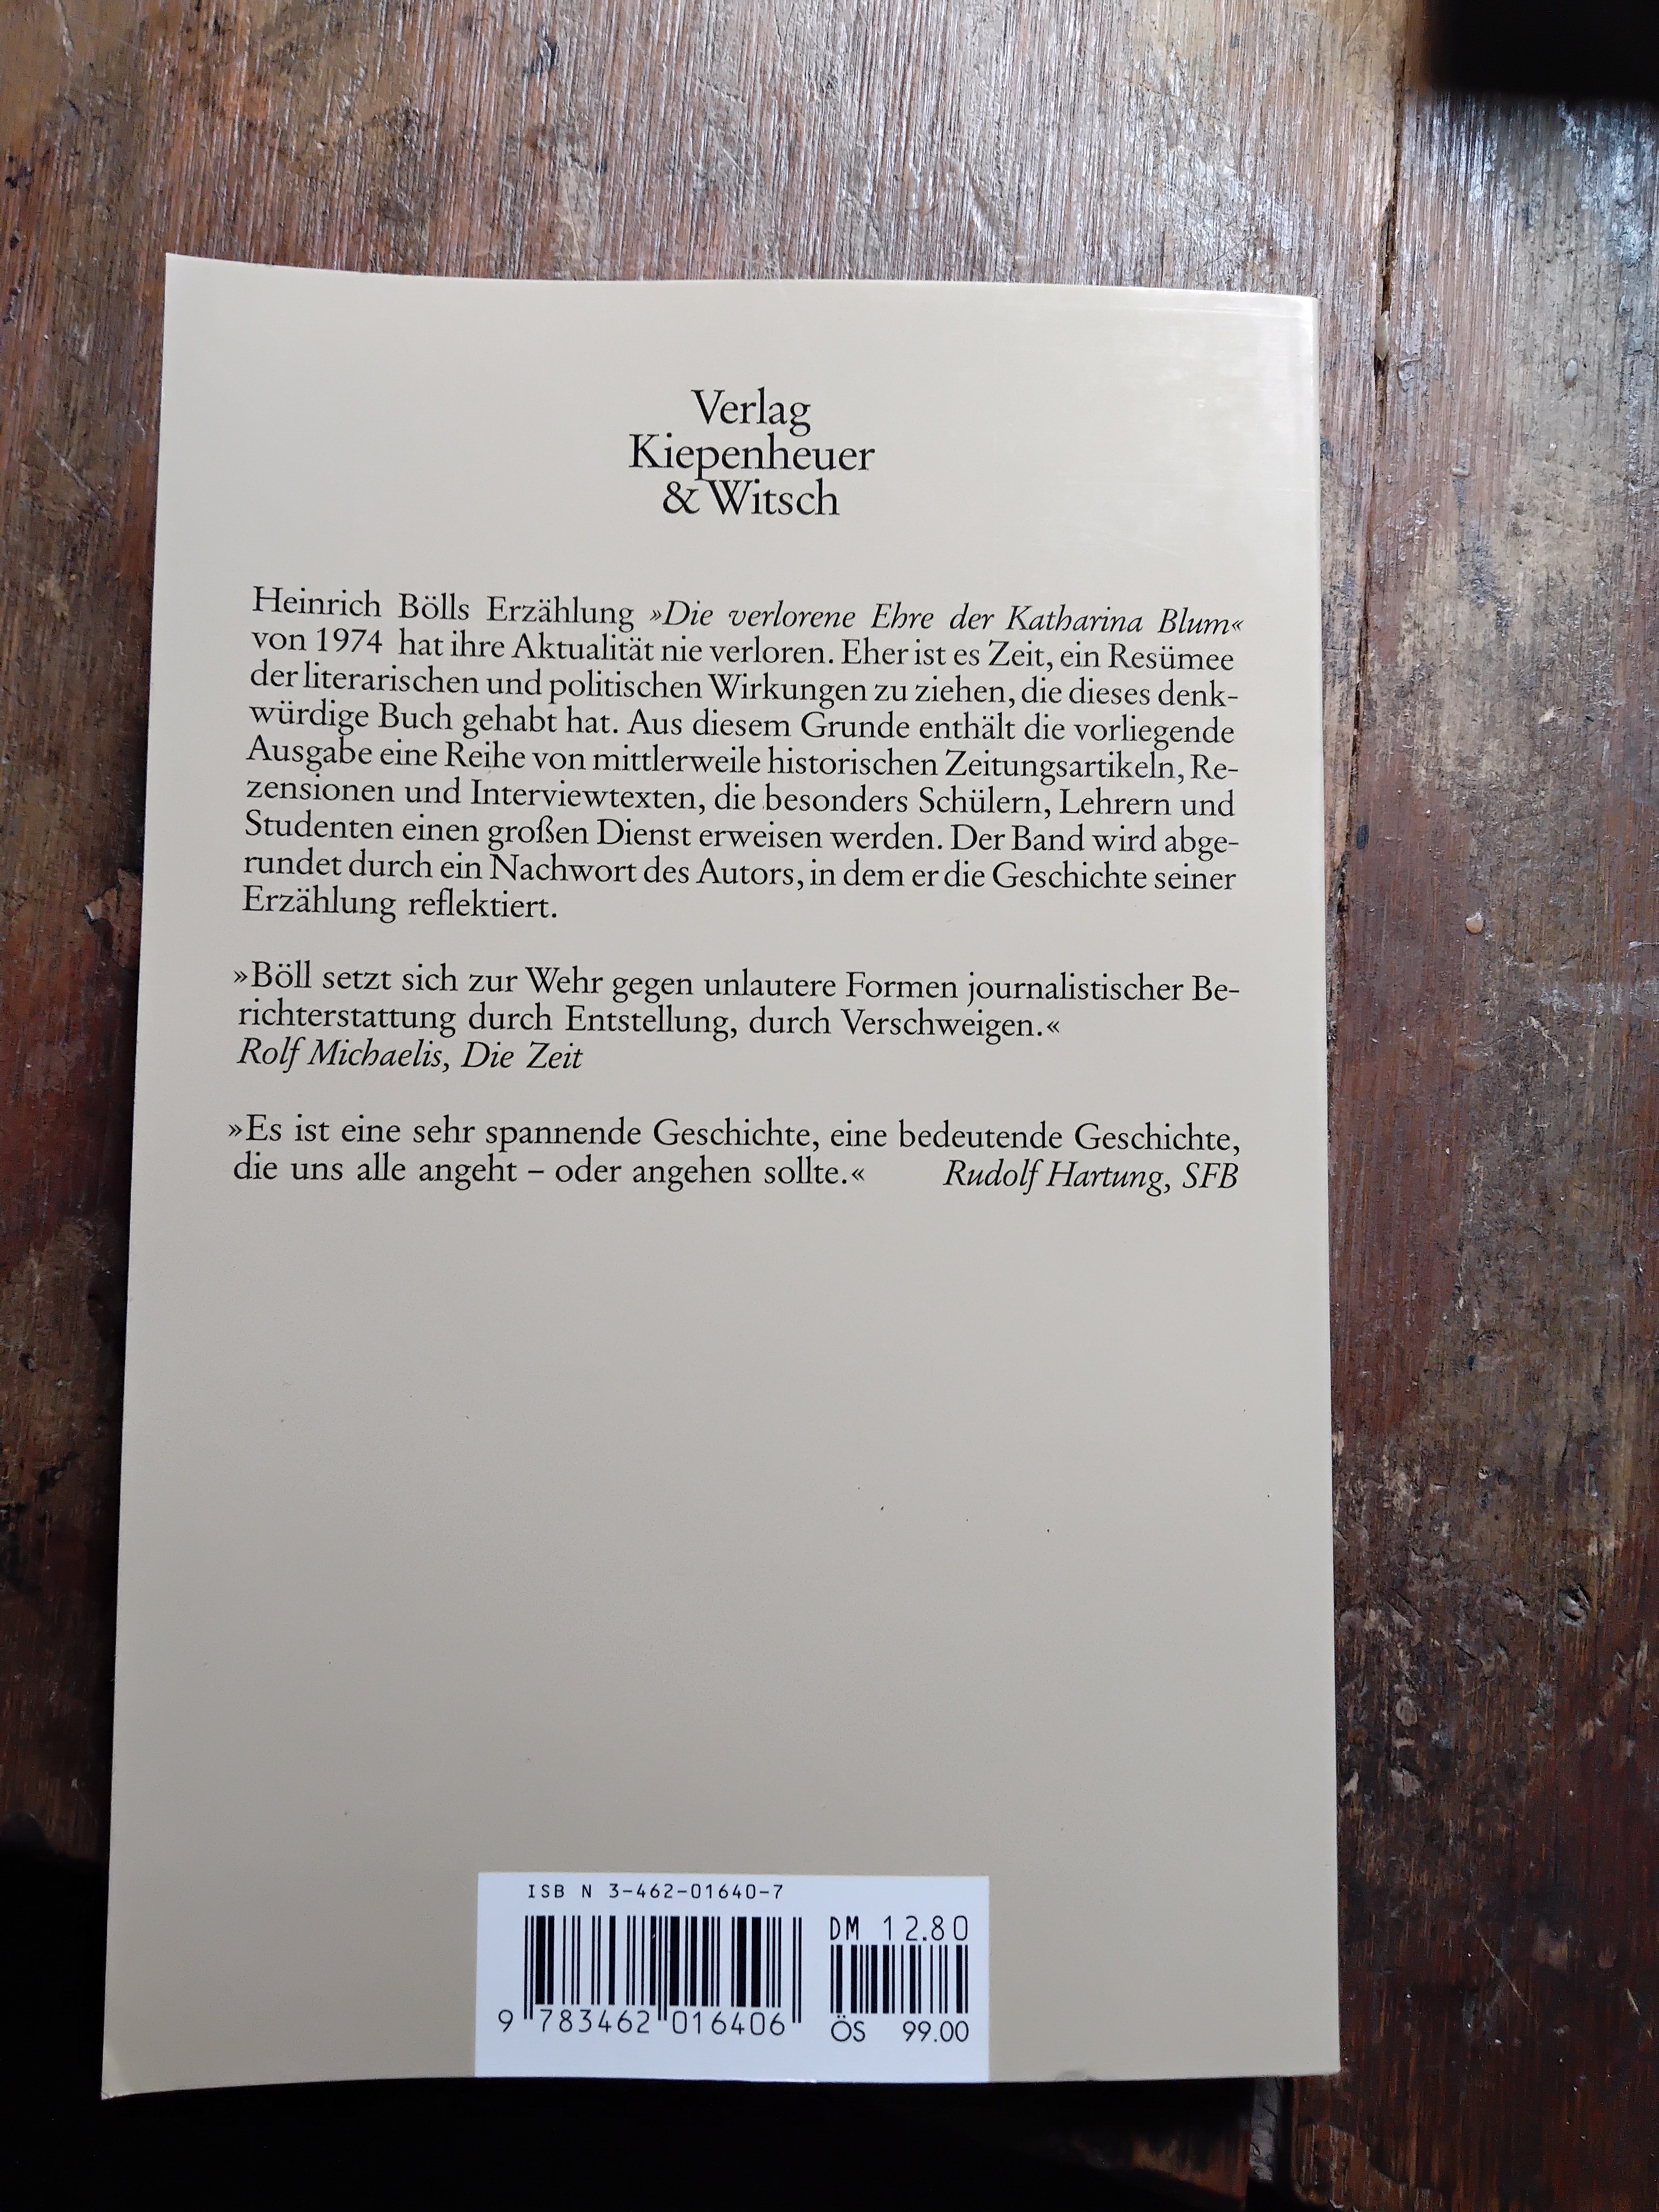 Verlag
Kiepenheuer
& Witsch
Heinrich Bölls Erzählung »Die verlorene Ehre der Katharina Blum«
von 1974 hat ihre Aktualität nie verloren. Eher ist es Zeit, ein Resümee
der literarischen und politischen Wirkungen zu ziehen, die dieses denk-
würdige Buch gehabt hat. Aus diesem Grunde enthält die vorliegende
Ausgabe eine Reihe von mittlerweile historischen Zeitungsartikeln, Re-
zensionen und Interviewtexten, die besonders Schülern, Lehrern und
Studenten einen großen Dienst erweisen werden. Der Band wird abge-
rundet durch ein Nachwort des Autors, in dem er die Geschichte seiner
Erzählung reflektiert.
»Böll setzt sich zur Wehr gegen unlautere Formen journalistischer Be-
richterstattung durch Entstellung, durch Verschweigen.«
Rolf Michaelis, Die Zeit
»Es ist eine sehr spannende Geschichte, eine bedeutende Geschichte,
die uns alle angeht – oder angehen sollte.« Rudolf Hartung, SFB
ISB N 3-462-01640-7
DM 12.80
9 783462 016406
ÖS 99.00